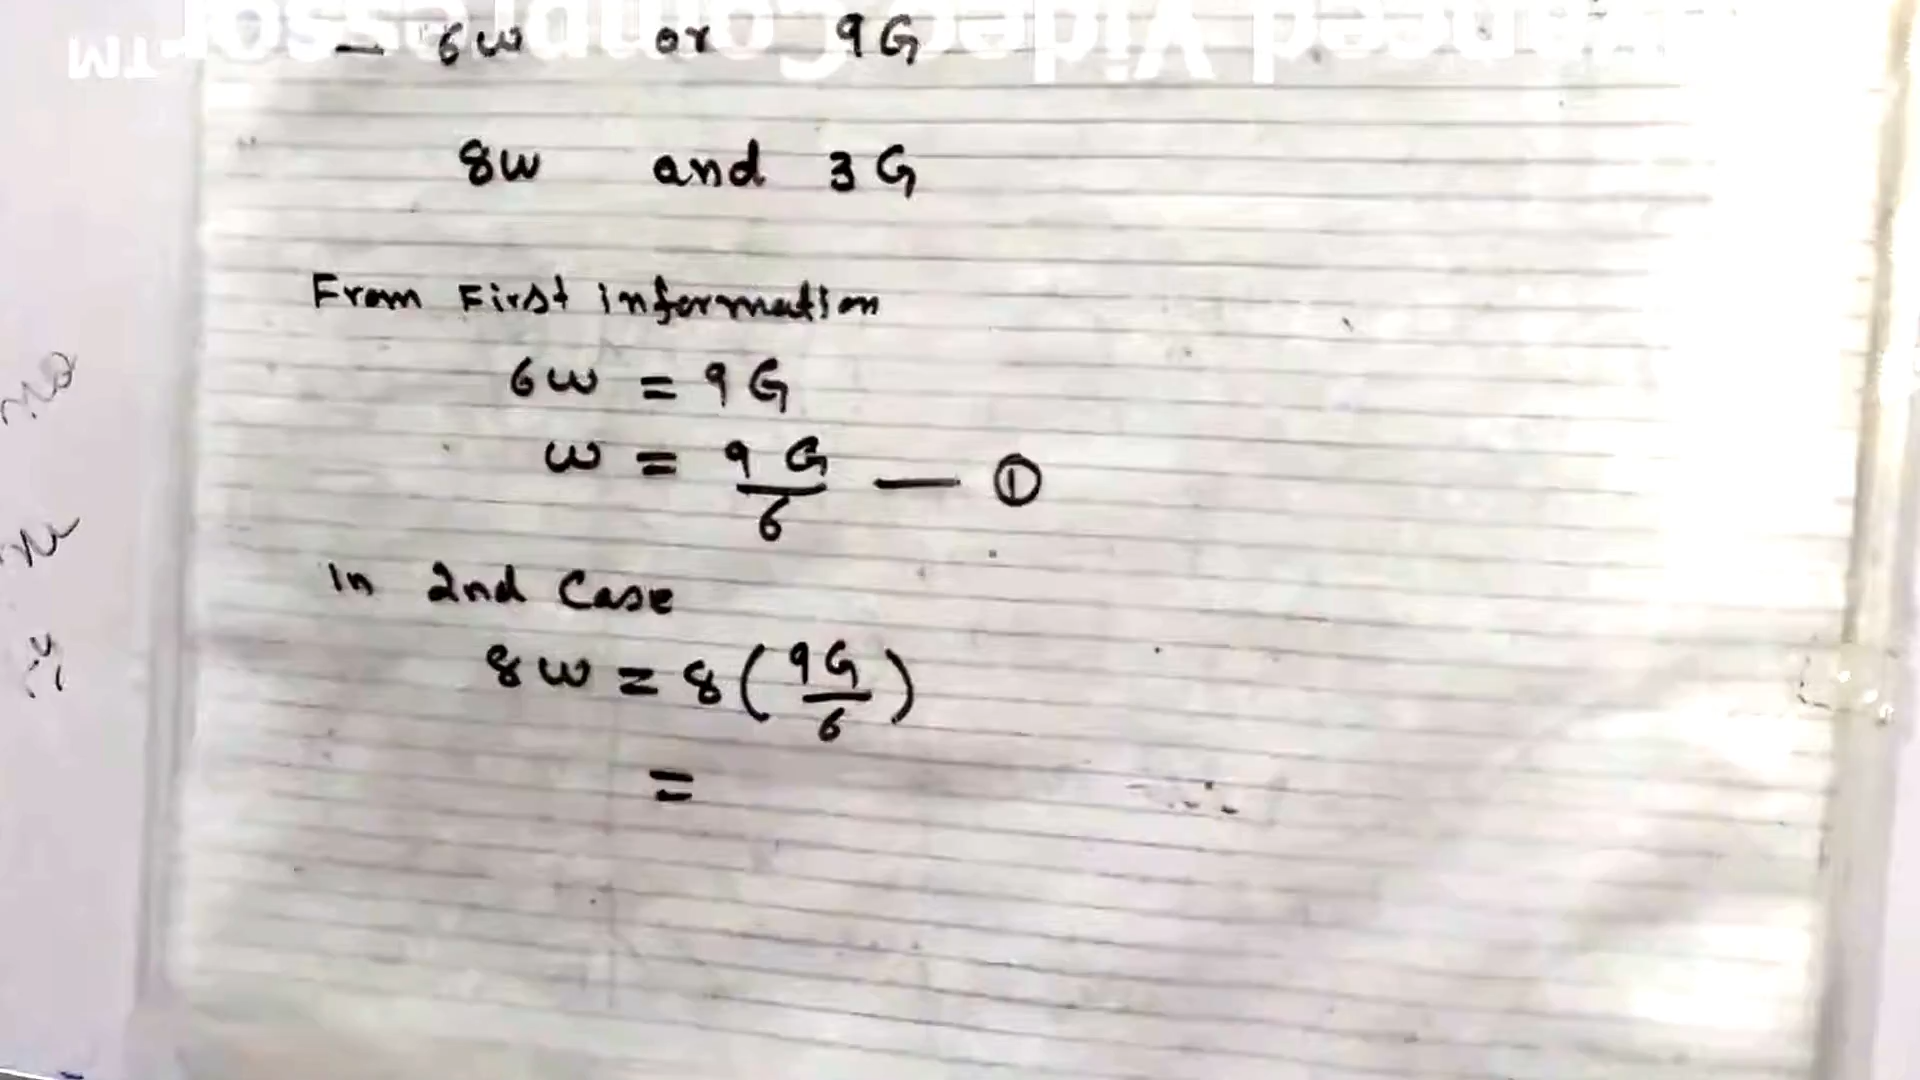 - 6w or 9G
8w and 3G
From First information
6w = 9G
w = 9G/6 — ①
In 2nd Case
8w = 8(9G/6)
=